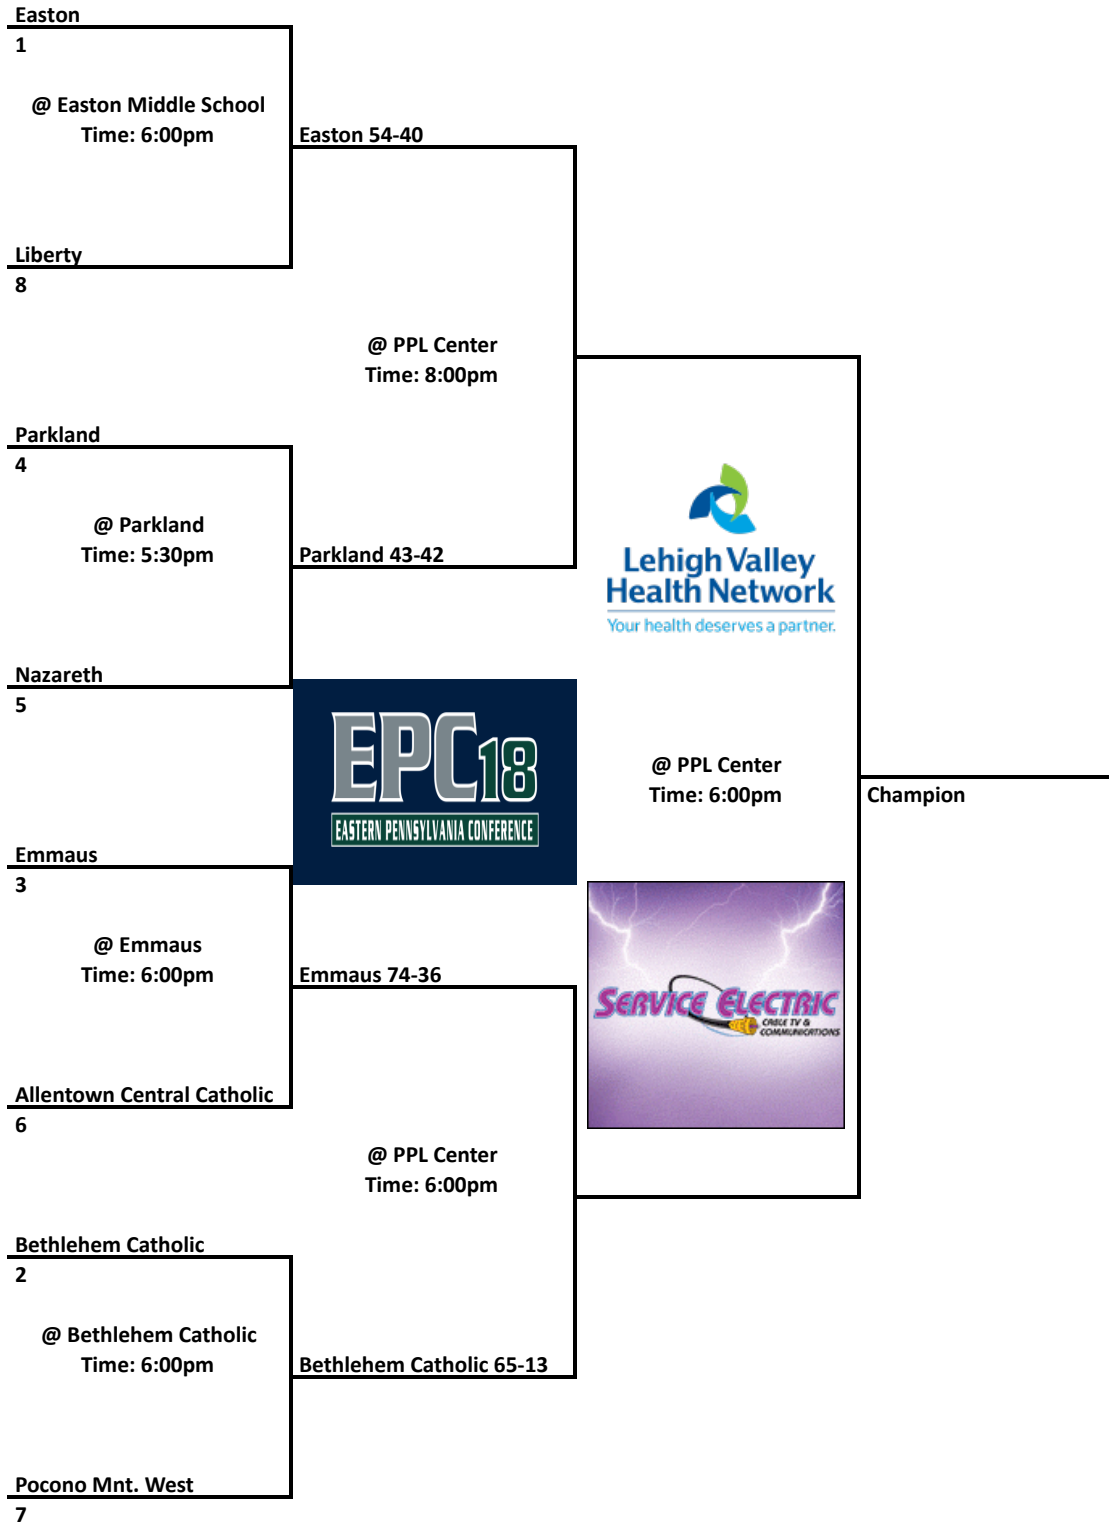 Easton
1
@ Easton Middle School
Time: 6:00pm
Easton 54-40
Liberty
8
@ PPL Center
Time: 8:00pm
Parkland
4
@ Parkland
Time: 5:30pm
Parkland 43-42
Lehigh Valley
Health Network
Your health deserves a partner.
Nazareth
5
EPC18
EASTERN PENNSYLVANIA CONFERENCE
@ PPL Center
Time: 6:00pm
Champion
Emmaus
3
@ Emmaus
Time: 6:00pm
Emmaus 74-36
SERVICE ELECTRIC
CABLE TV &
COMMUNICATIONS
Allentown Central Catholic
6
@ PPL Center
Time: 6:00pm
Bethlehem Catholic
2
@ Bethlehem Catholic
Time: 6:00pm
Bethlehem Catholic 65-13
Pocono Mnt. West
7